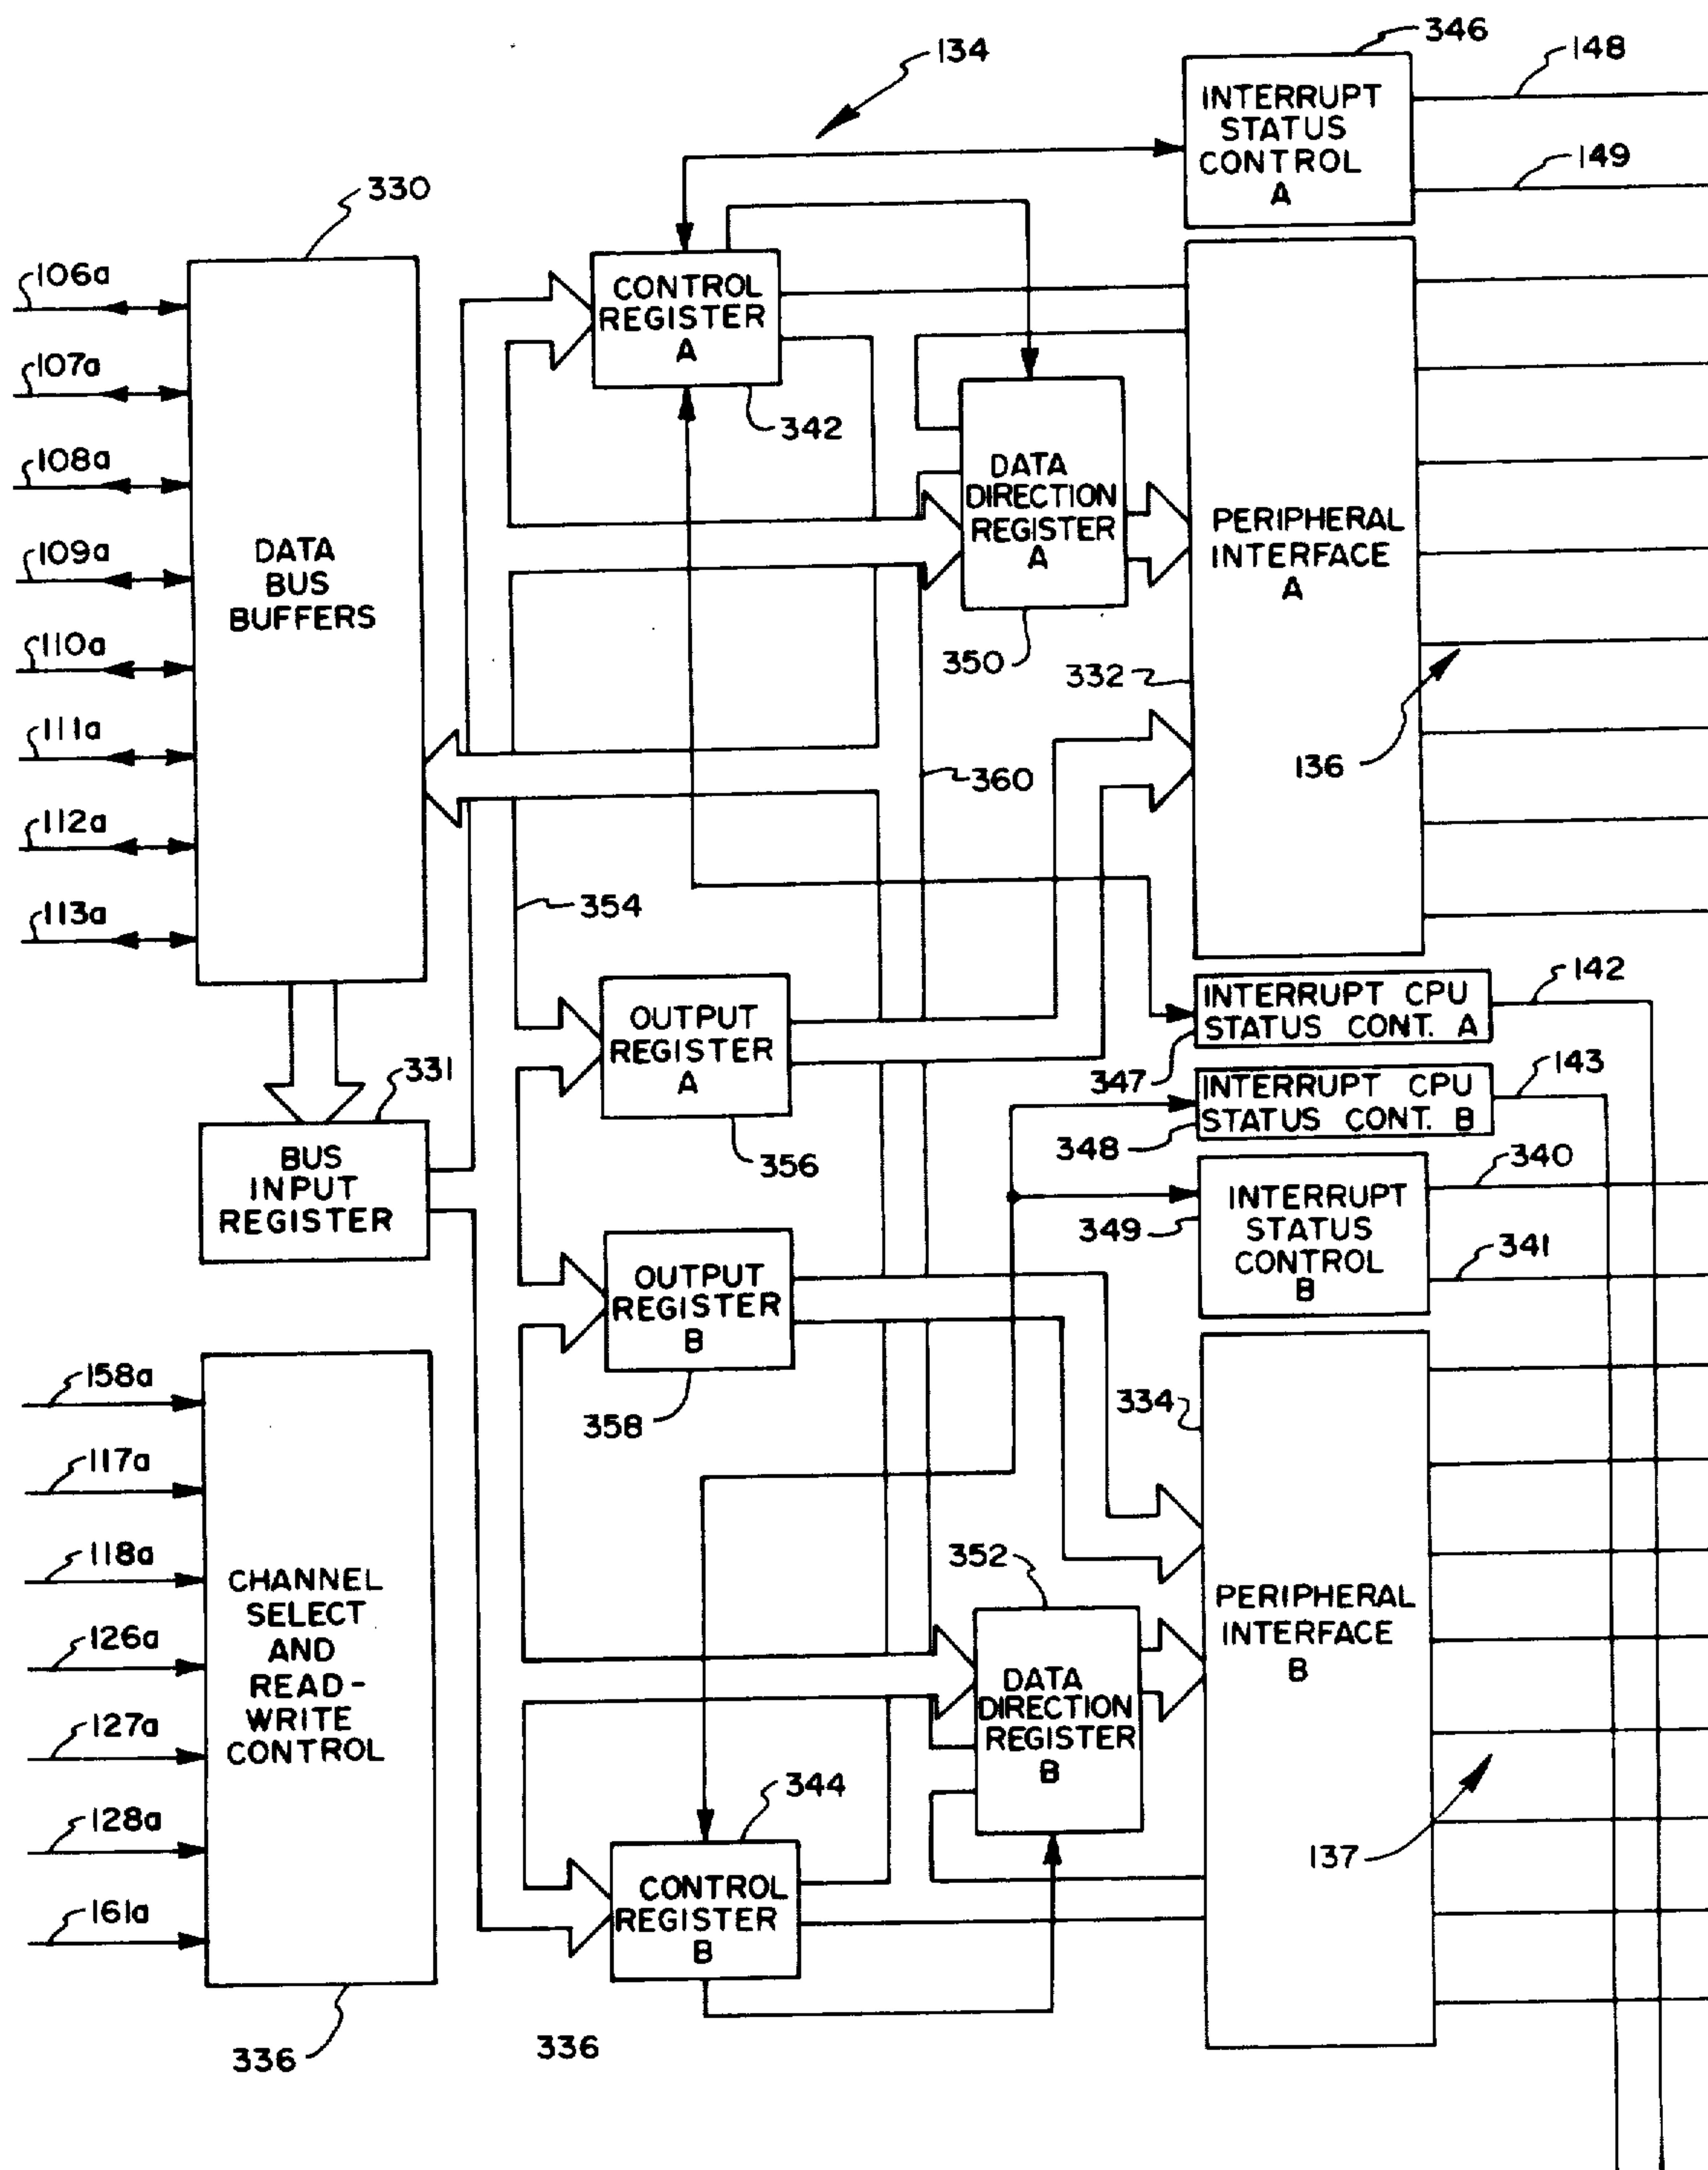 134
346
148
INTERRUPT
STATUS
CONTROL
A
149
330
106a
107a
108a
109a
110a
111a
112a
113a
DATA
BUS
BUFFERS
CONTROL
REGISTER
A
342
DATA
DIRECTION
REGISTER
A
350
PERIPHERAL
INTERFACE
A
332
136
360
354
OUTPUT
REGISTER
A
356
INTERRUPT CPU
STATUS CONT. A
142
347
INTERRUPT CPU
STATUS CONT. B
143
348
331
BUS
INPUT
REGISTER
340
INTERRUPT
STATUS
CONTROL
B
349
341
OUTPUT
REGISTER
B
358
158a
117a
118a
126a
127a
128a
161a
CHANNEL
SELECT
AND
READ-
WRITE
CONTROL
336
334
352
PERIPHERAL
INTERFACE
B
DATA
DIRECTION
REGISTER
B
137
344
CONTROL
REGISTER
B
336